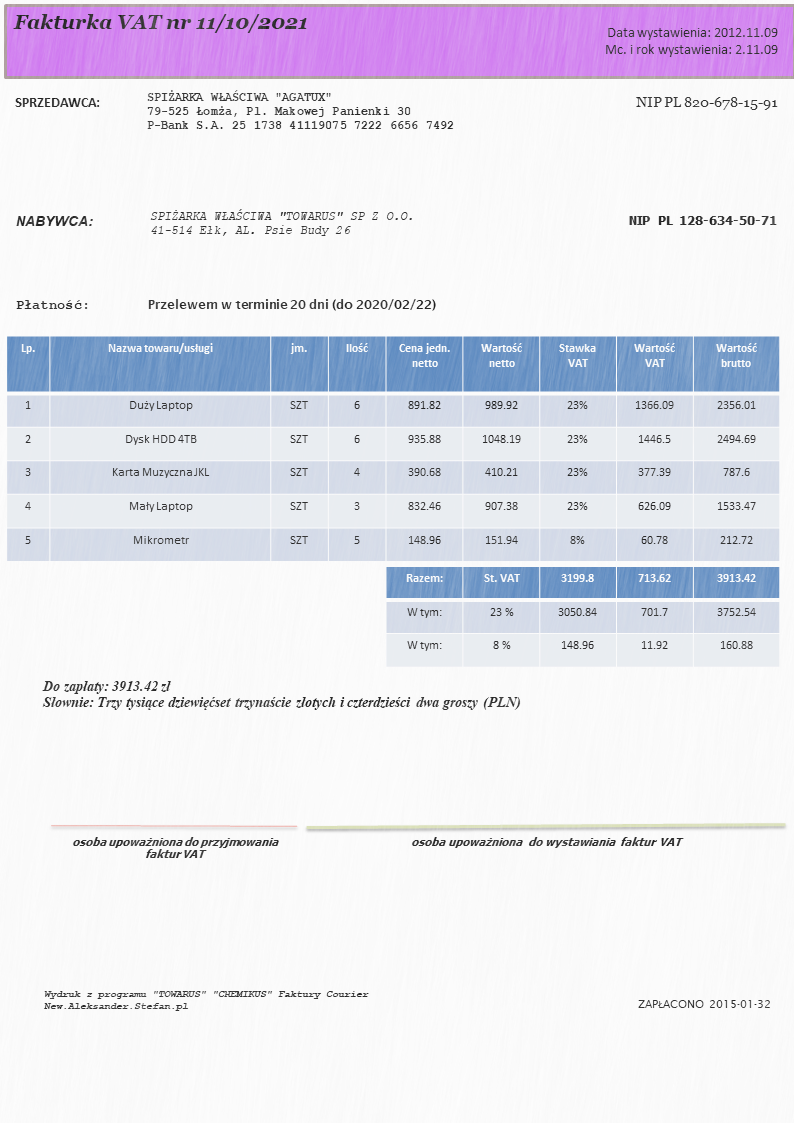 Fakturka VAT nr 11/10/2021
Data wystawienia: 2012.11.09
Mc. i rok wystawienia: 2.11.09
SPRZEDAWCA:
SPIŻARKA WŁAŚCIWA "AGATUX"
79-525 Łomża, Pl. Makowej Panienki 30
P-Bank S.A. 25 1738 41119075 7222 6656 7492
NIP PL 820-678-15-91
NABYWCA:
SPIŻARKA WŁAŚCIWA "TOWARUS" SP Z O.O.
41-514 Ełk, AL. Psie Budy 26
NIP PL 128-634-50-71
Płatność: Przelewem w terminie 20 dni (do 2020/02/22)
Lp. Nazwa towaru/usługi jm. Ilość Cena jedn. netto Wartość netto Stawka VAT Wartość VAT Wartość brutto
1 Duży Laptop SZT 6 891.82 989.92 23% 1366.09 2356.01
2 Dysk HDD 4TB SZT 6 935.88 1048.19 23% 1446.5 2494.69
3 Karta Muzyczna JKL SZT 4 390.68 410.21 23% 377.39 787.6
4 Mały Laptop SZT 3 832.46 907.38 23% 626.09 1533.47
5 Mikrometr SZT 5 148.96 151.94 8% 60.78 212.72
Razem: St. VAT 3199.8 713.62 3913.42
W tym: 23 % 3050.84 701.7 3752.54
W tym: 8 % 148.96 11.92 160.88
Do zapłaty: 3913.42 zł
Słownie: Trzy tysiące dziewięćset trzynaście złotych i czterdzieści dwa groszy (PLN)
osoba upoważniona do przyjmowania
faktur VAT
osoba upoważniona do wystawiania faktur VAT
Wydruk z programu "TOWARUS" "CHEMIKUS" Faktury Courier
New.Aleksander.Stefan.pl
ZAPŁACONO 2015-01-32